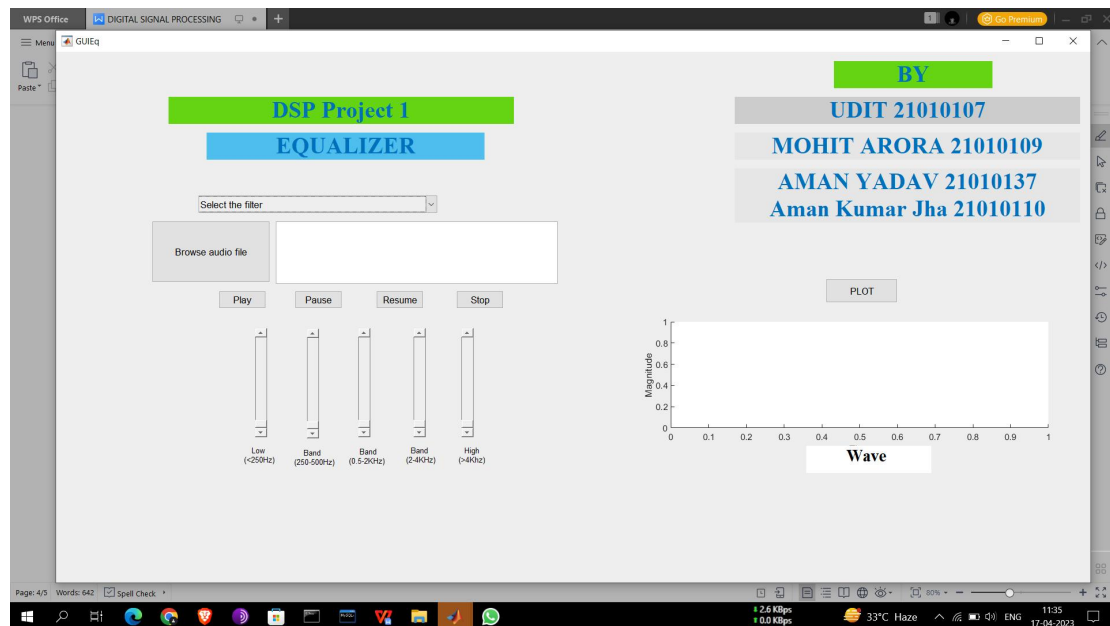 WPS Office
DIGITAL SIGNAL PROCESSING
1
Go Premium
Menu
GUIEq
Paste
BY
DSP Project 1
UDIT 21010107
EQUALIZER
MOHIT ARORA 21010109
AMAN YADAV 21010137
Aman Kumar Jha 21010110
Select the filter
Browse audio file
Play
Pause
Resume
Stop
PLOT
1
0.8
0.6
0.4
0.2
0
Magnitude
0 0.1 0.2 0.3 0.4 0.5 0.6 0.7 0.8 0.9 1
Wave
Low
(<250Hz)
Band
(250-500Hz)
Band
(0.5-2KHz)
Band
(2-4KHz)
High
(>4Khz)
Page: 4/5 Words: 642 Spell Check
80%
2.6 KBps
0.0 KBps
33°C Haze
ENG
11:35
17-04-2023